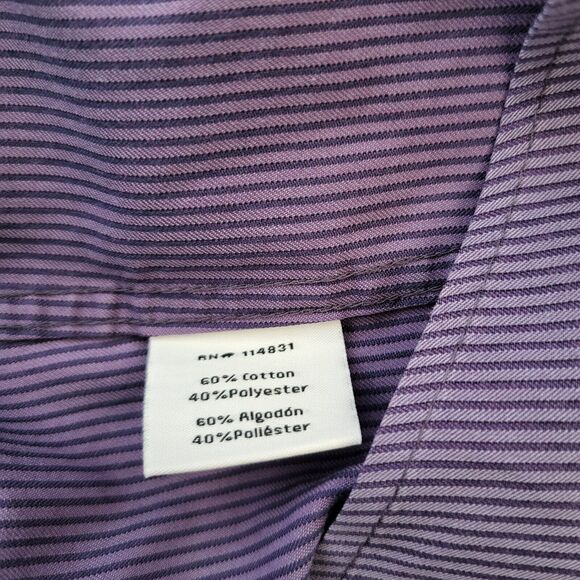 RN# 114831
60% Cotton
40%Polyester
60% Algodón
40%Poliéster